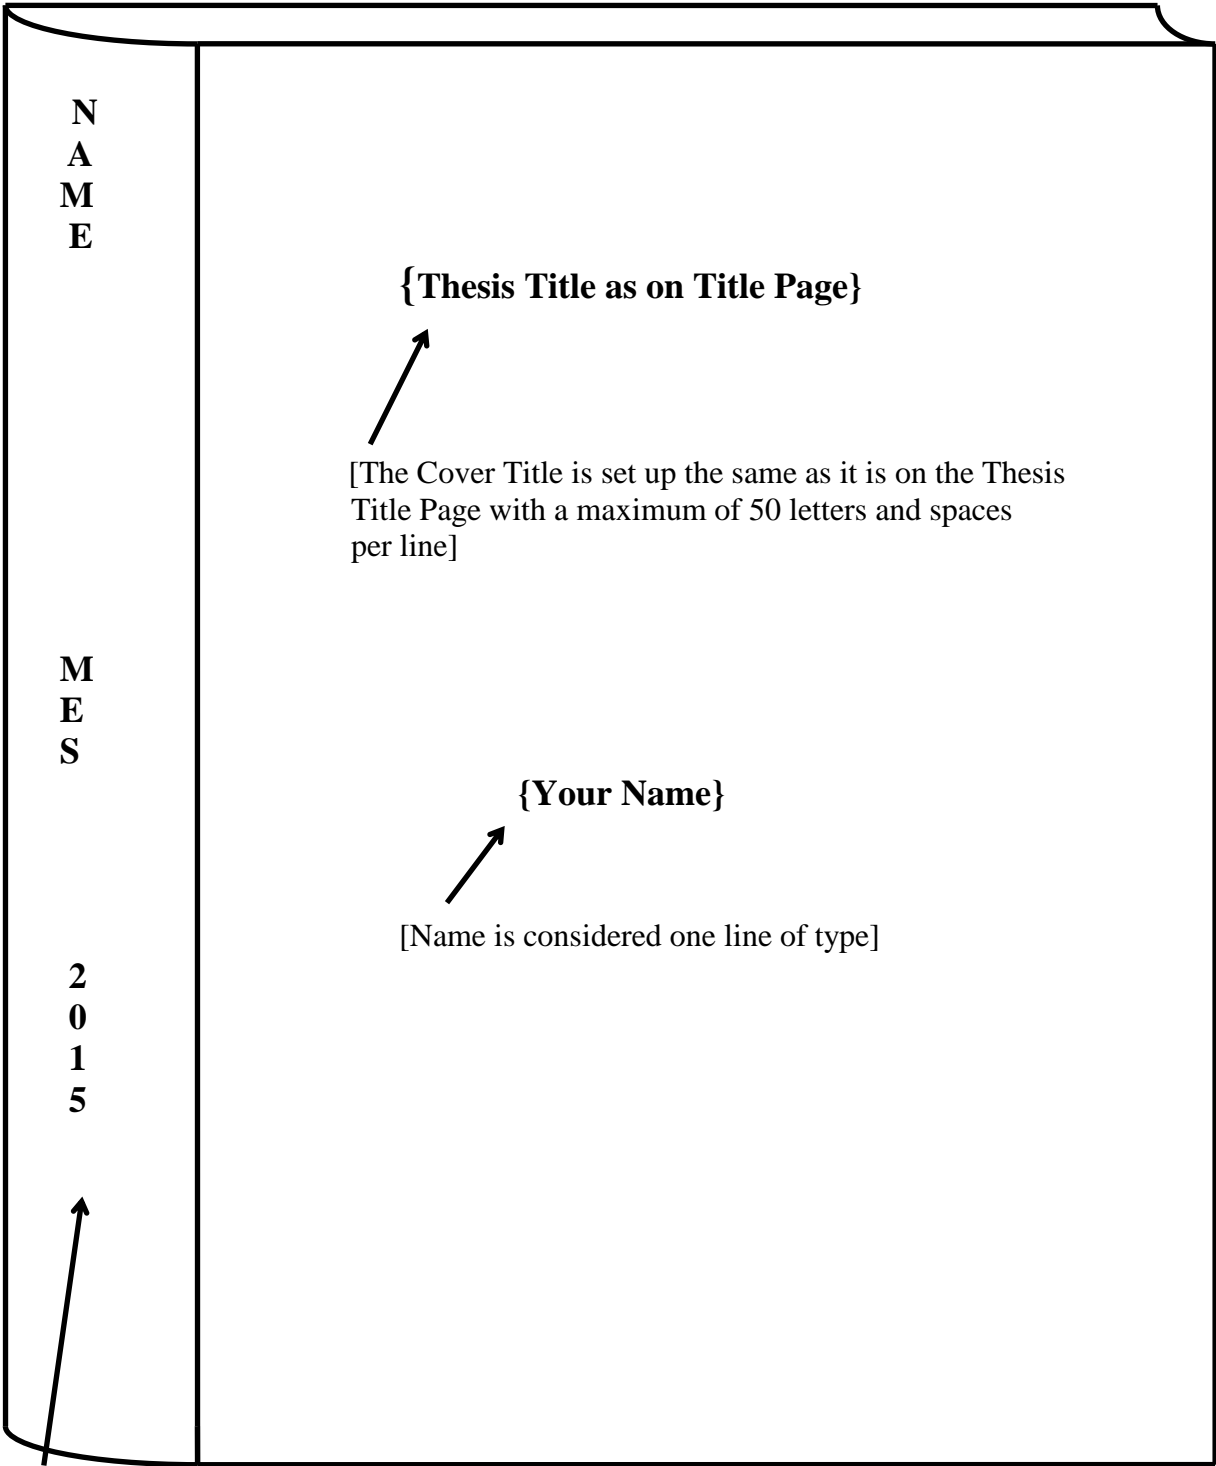 N
A
M
E
M
E
S
2
0
1
5
{Thesis Title as on Title Page}
[The Cover Title is set up the same as it is on the Thesis
Title Page with a maximum of 50 letters and spaces
per line]
{Your Name}
[Name is considered one line of type]